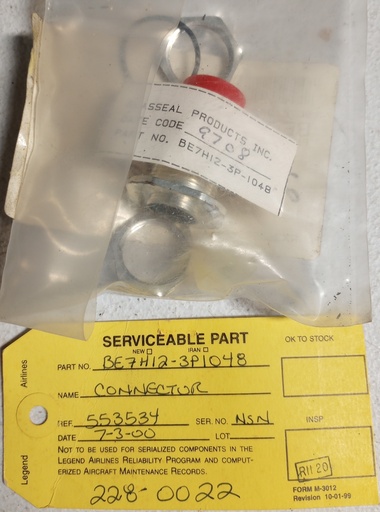 SSEAL PRODUCTS INC.
E CODE 9708
PART NO. BE7H12-3P-104B
SERVICEABLE PART
OK TO STOCK
NEW □ IRAN □
PART NO. BE7H12-3P1048
NAME CONNECTOR
REF. 553534 SER. NO. NSN
INSP
DATE 7-3-00 LOT
NOT TO BE USED FOR SERIALIZED COMPONENTS IN THE
LEGEND AIRLINES RELIABILITY PROGRAM AND COMPUT-
ERIZED AIRCRAFT MAINTENANCE RECORDS.
RII 20
228-0022
FORM M-3012
Revision 10-01-99
Legend Airlines